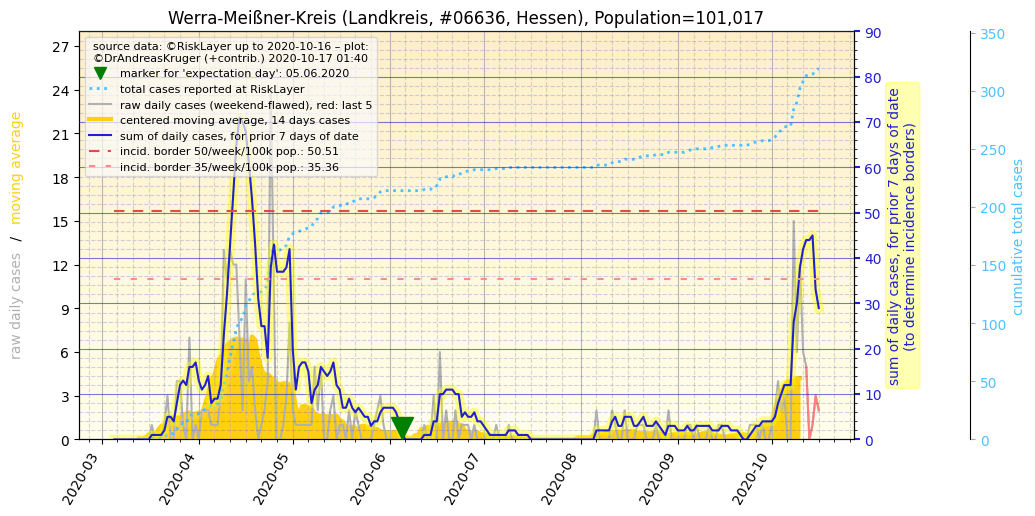 Werra-Meißner-Kreis (Landkreis, #06636, Hessen), Population=101,017
source data: ©RiskLayer up to 2020-10-16 – plot:
©DrAndreasKruger (+contrib.) 2020-10-17 01:40
marker for 'expectation day': 05.06.2020
total cases reported at RiskLayer
raw daily cases (weekend-flawed), red: last 5
centered moving average, 14 days cases
sum of daily cases, for prior 7 days of date
incid. border 50/week/100k pop.: 50.51
incid. border 35/week/100k pop.: 35.36
raw daily cases / moving average
27
24
21
18
15
12
9
6
3
0
2020-03
2020-04
2020-05
2020-06
2020-07
2020-08
2020-09
2020-10
90
80
70
60
50
40
30
20
10
0
sum of daily cases, for prior 7 days of date
(to determine incidence borders)
350
300
250
200
150
100
50
0
cumulative total cases